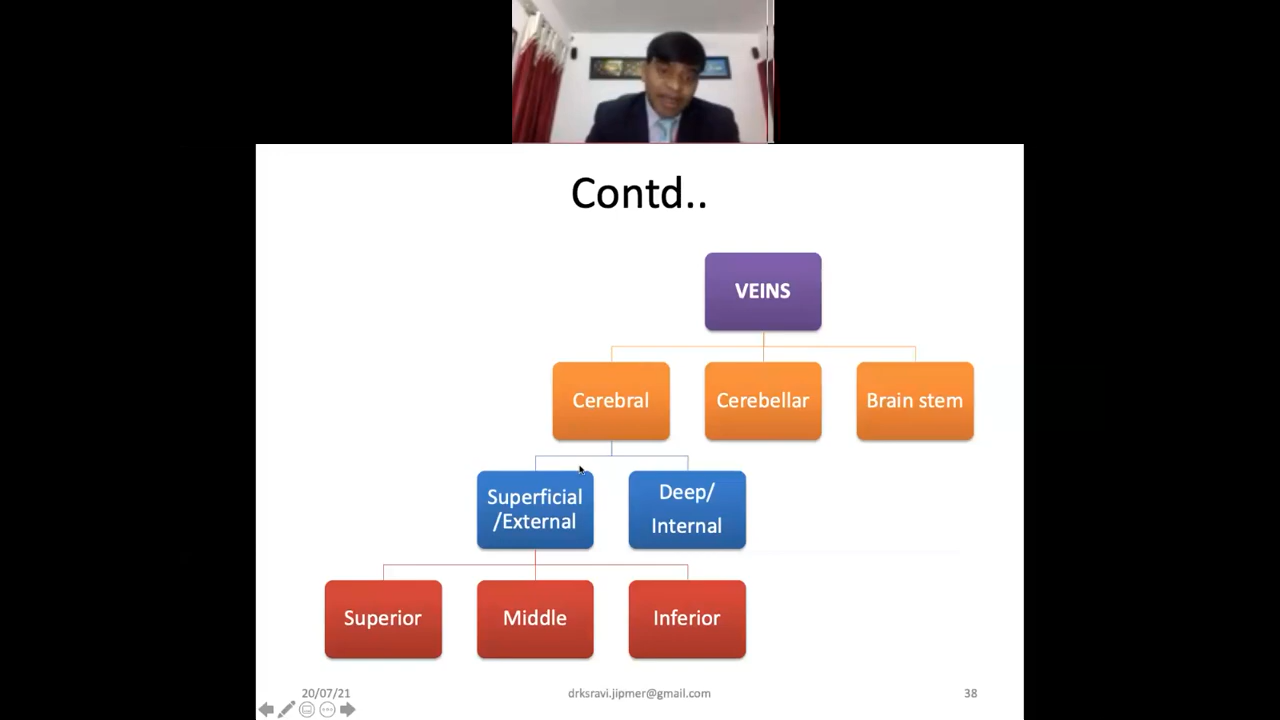 Contd..
VEINS
Cerebral
Cerebellar
Brain stem
Superficial
/External
Deep/
Internal
Superior
Middle
Inferior
20/07/21
drksravi.jipmer@gmail.com
38